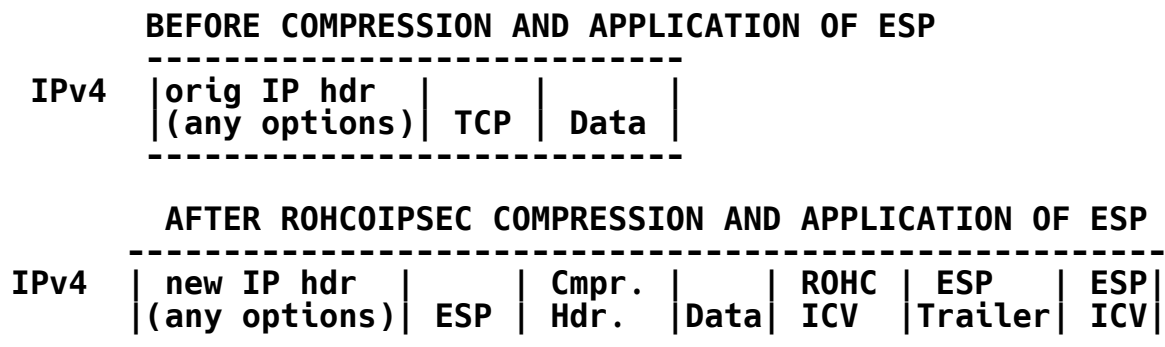 BEFORE COMPRESSION AND APPLICATION OF ESP
----------------------------
IPv4 |orig IP hdr | | |
|(any options)| TCP | Data |
----------------------------
AFTER ROHCOIPSEC COMPRESSION AND APPLICATION OF ESP
------------------------------------------------------
IPv4 | new IP hdr | | Cmpr. | | ROHC | ESP | ESP|
|(any options)| ESP | Hdr. |Data| ICV |Trailer| ICV|